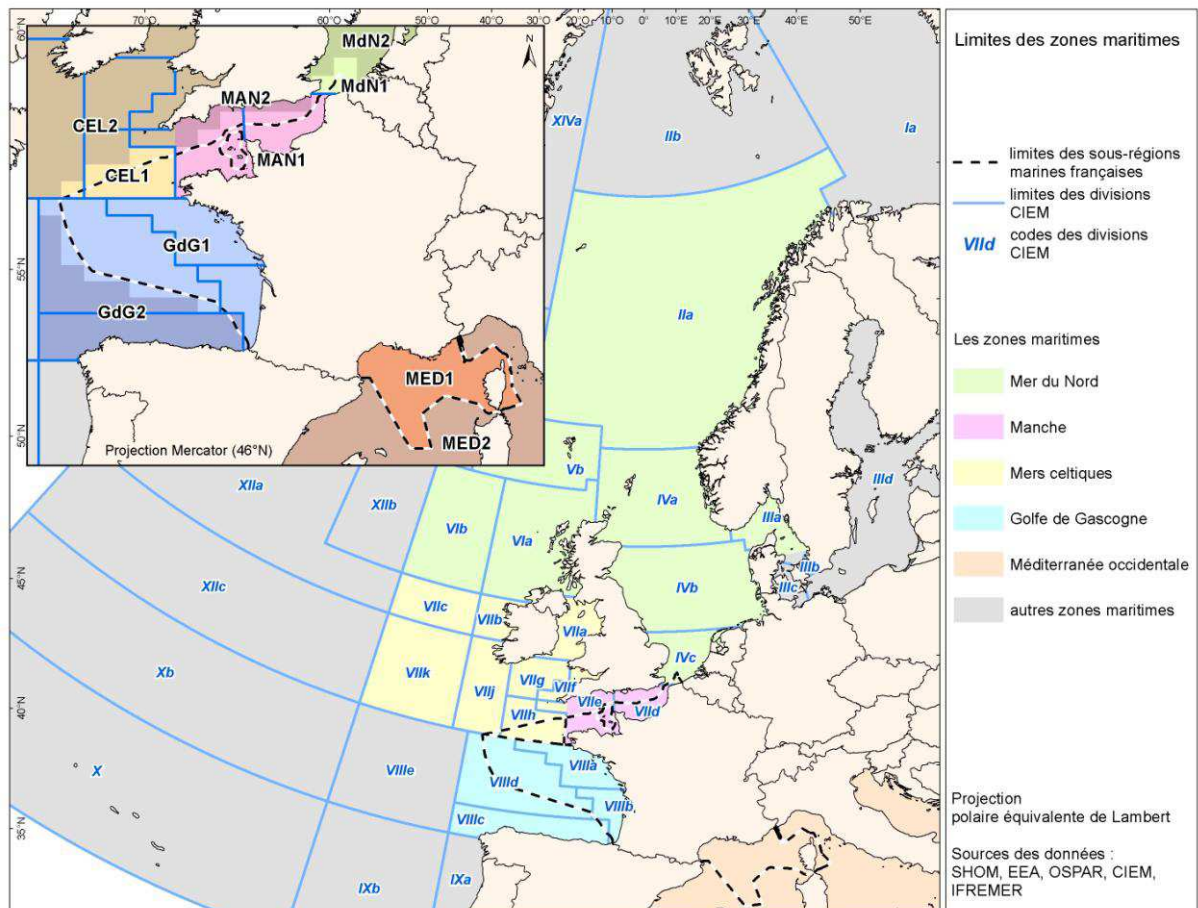 70°O
60°O
50°O
40°O
30°O
20°O
10°O
0°
10°E
20°E
30°E
40°E
50°E
60°N
55°N
50°N
45°N
40°N
35°N
N
MdN2
MdN1
MAN2
MAN1
CEL2
CEL1
GdG1
GdG2
MED1
MED2
Projection Mercator (46°N)
XIVa
IIb
Ia
IIa
Vb
XIIa
XIIb
VIb
VIa
IVa
IIIa
IIId
IIIb
IIIc
IVb
XIIc
VIIc
VIIb
VIIa
IVc
Xb
VIIk
VIIj
VIIg
VIIf
VIIe
VIId
VIIh
X
VIIIe
VIIId
VIIIa
VIIIb
VIIIc
IXb
IXa
Limites des zones maritimes
limites des sous-régions
marines françaises
limites des divisions
CIEM
VIId
codes des divisions
CIEM
Les zones maritimes
Mer du Nord
Manche
Mers celtiques
Golfe de Gascogne
Méditerranée occidentale
autres zones maritimes
Projection
polaire équivalente de Lambert
Sources des données :
SHOM, EEA, OSPAR, CIEM,
IFREMER